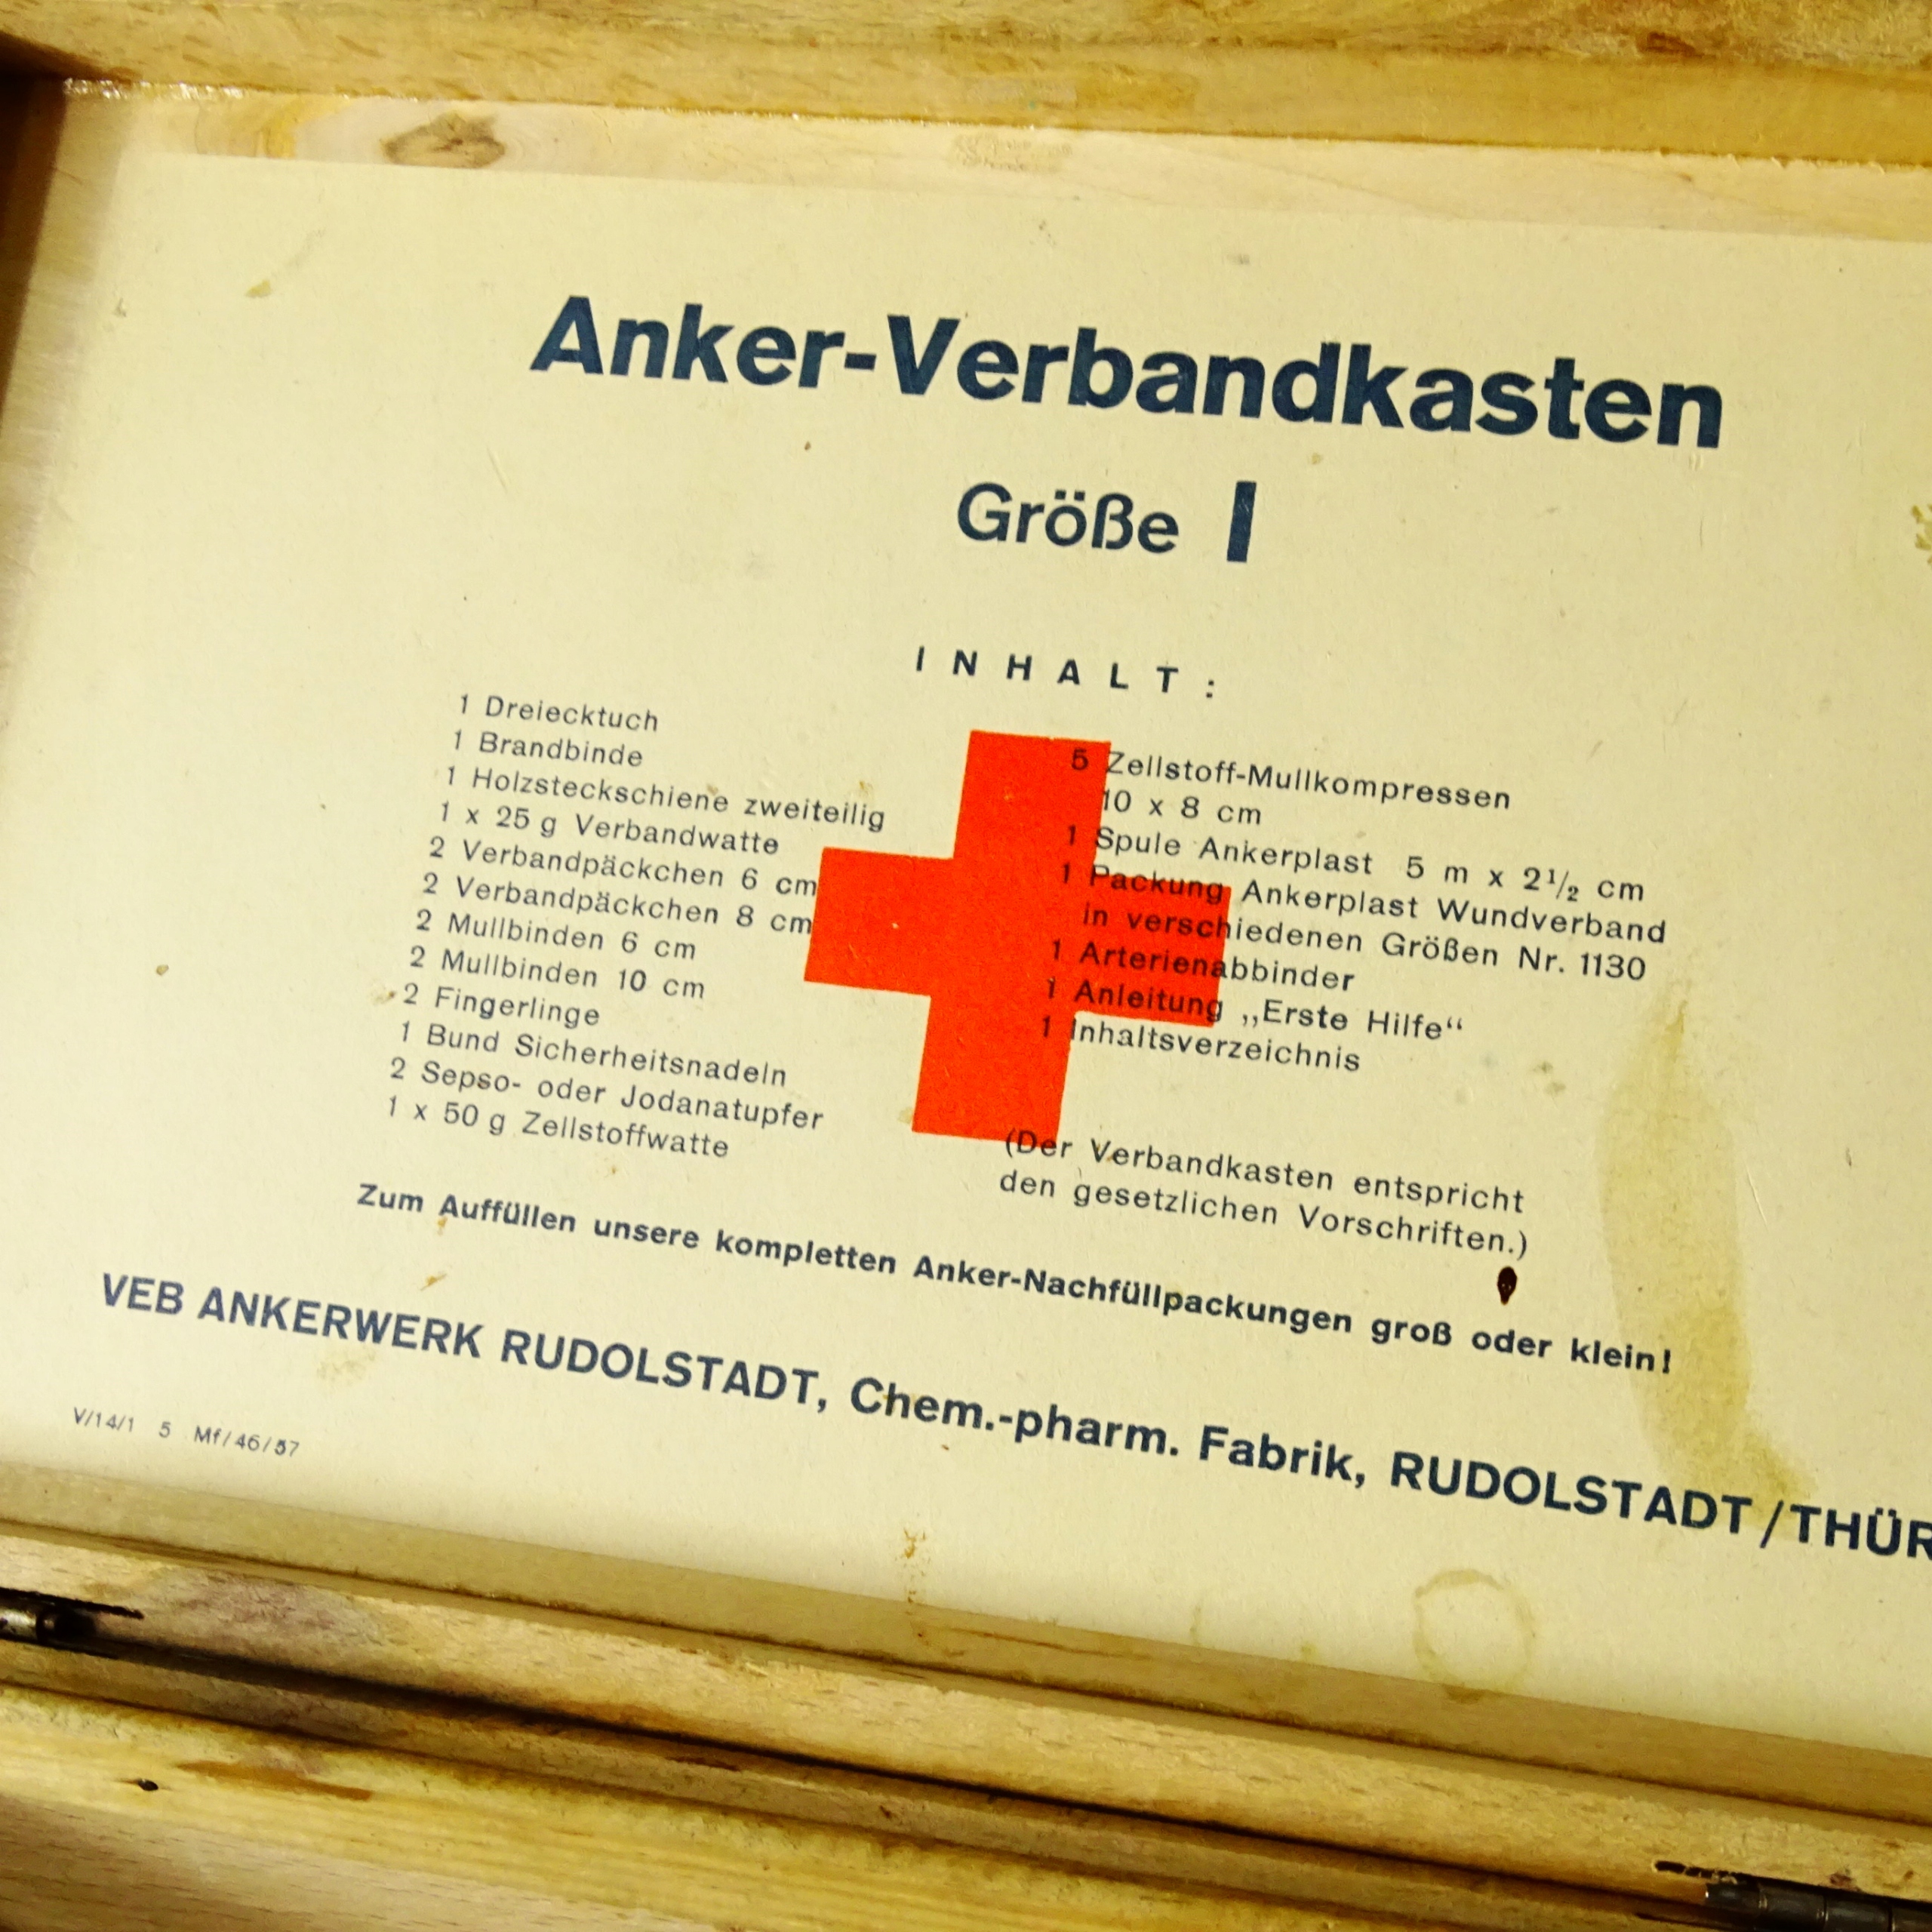 Anker-Verbandkasten
Größe I
INHALT:
1 Dreiecktuch
1 Brandbinde
1 Holzsteckschiene zweiteilig
1 x 25 g Verbandwatte
2 Verbandpäckchen 6 cm
2 Verbandpäckchen 8 cm
2 Mullbinden 6 cm
2 Mullbinden 10 cm
2 Fingerlinge
1 Bund Sicherheitsnadeln
2 Sepso- oder Jodanatupfer
1 x 50 g Zellstoffwatte
5 Zellstoff-Mullkompressen
10 x 8 cm
1 Spule Ankerplast 5 m x 2 1/2 cm
1 Packung Ankerplast Wundverband
in verschiedenen Größen Nr. 1130
1 Arterienabbinder
1 Anleitung „Erste Hilfe“
1 Inhaltsverzeichnis
(Der Verbandkasten entspricht
den gesetzlichen Vorschriften.)
Zum Auffüllen unsere kompletten Anker-Nachfüllpackungen groß oder klein!
VEB ANKERWERK RUDOLSTADT, Chem.-pharm. Fabrik, RUDOLSTADT/THÜR
V/14/1 5 Mf/46/57